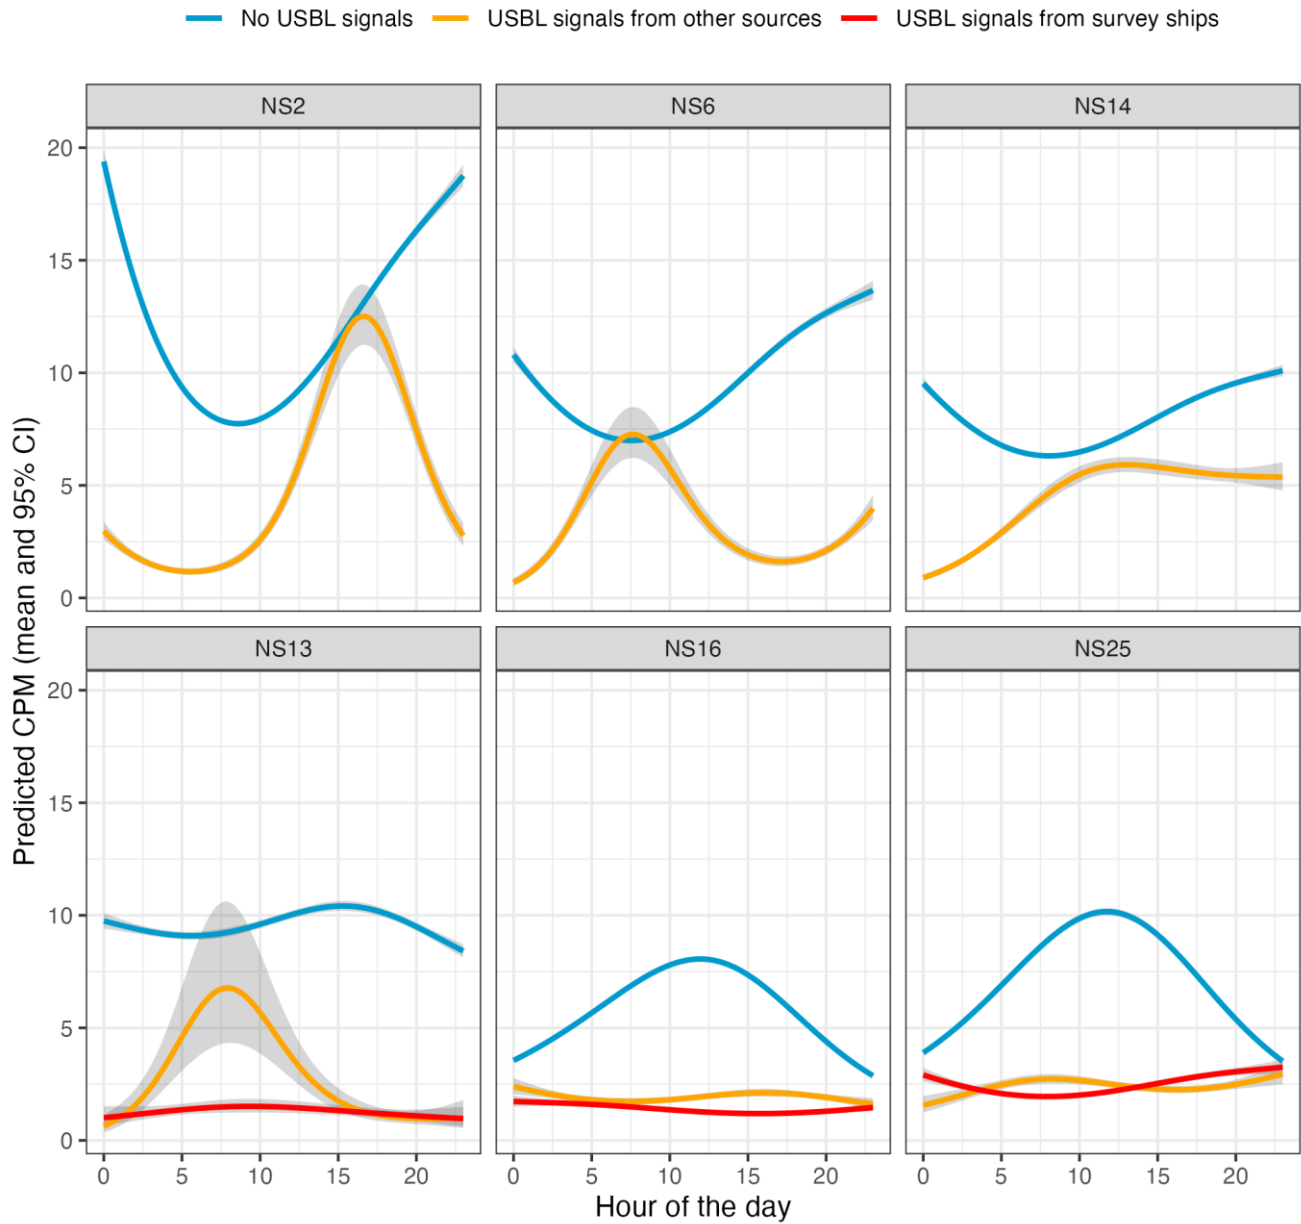 No USBL signals USBL signals from other sources USBL signals from survey ships
NS2 NS6 NS14
20
15
10
5
0
NS13 NS16 NS25
20
15
10
5
0
0 5 10 15 20 0 5 10 15 20 0 5 10 15 20
Hour of the day
Predicted CPM (mean and 95% CI)